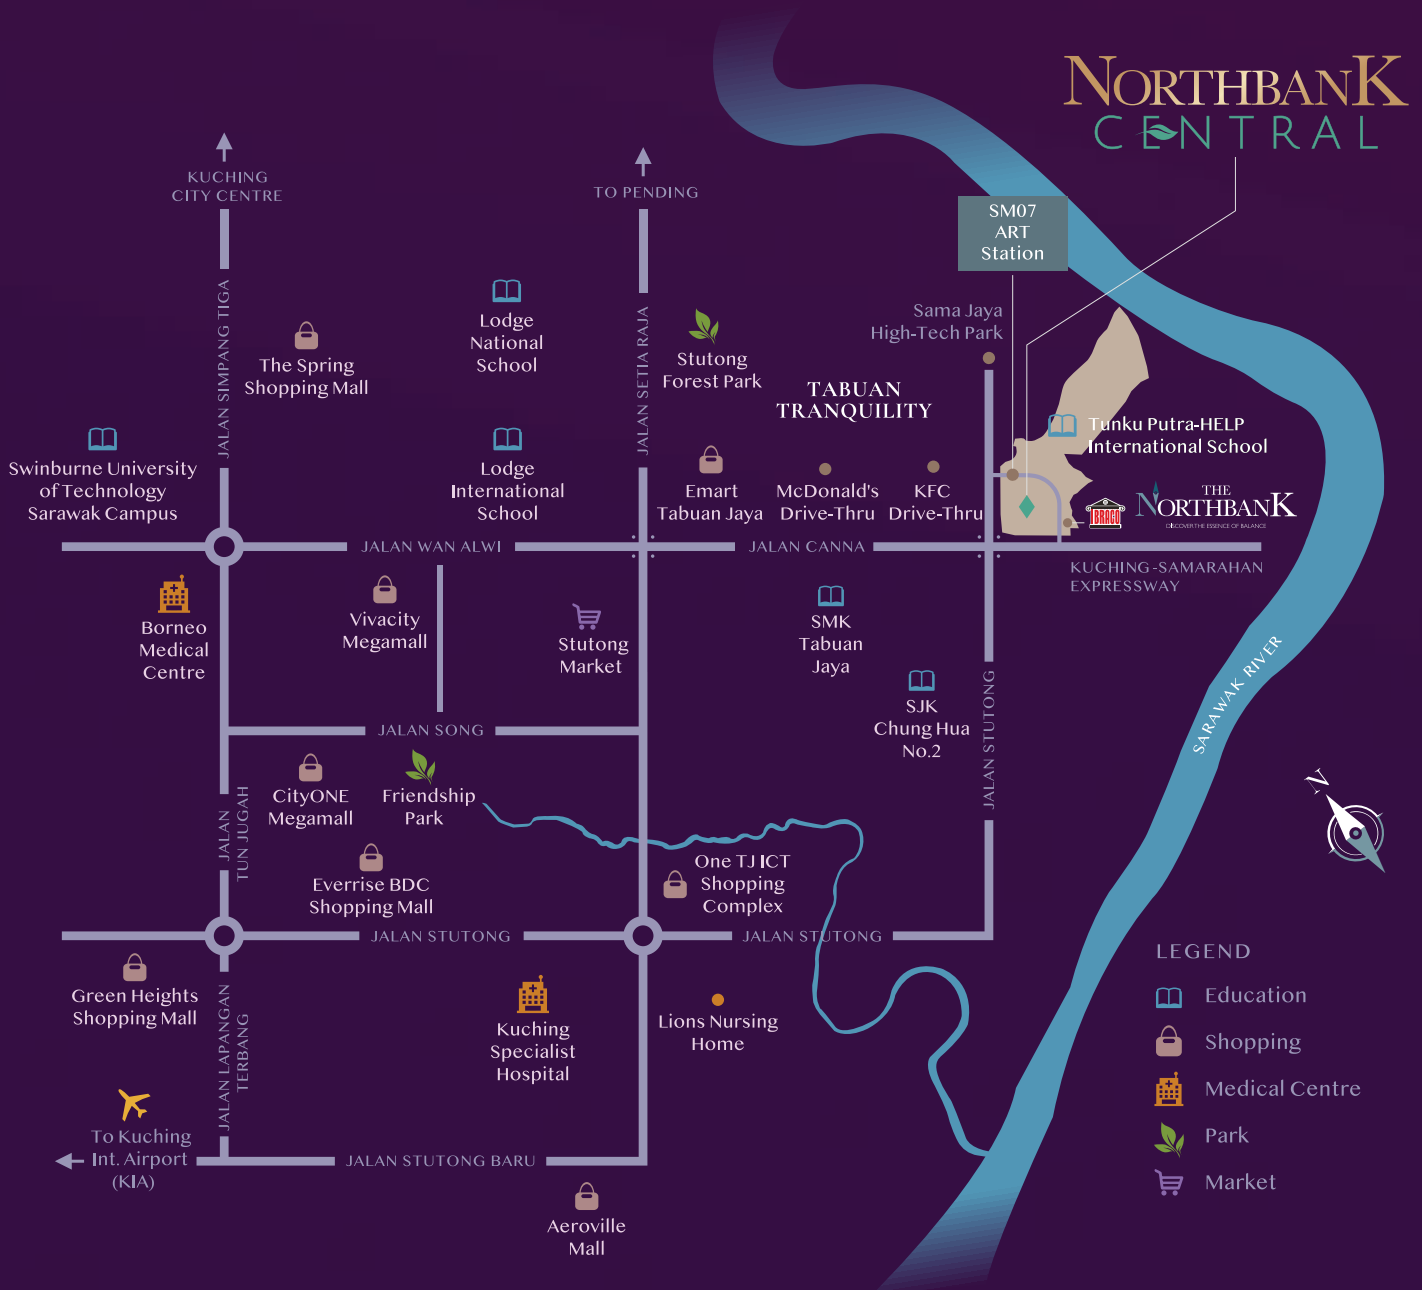 NORTHBANK
CENTRAL
KUCHING
CITY CENTRE
TO PENDING
SM07
ART
Station
JALAN SIMPANG TIGA
The Spring
Shopping Mall
Lodge
National
School
JALAN SETIA RAJA
Stutong
Forest Park
Sama Jaya
High-Tech Park
TABUAN
TRANQUILITY
Tunku Putra-HELP
International School
Swinburne University
of Technology
Sarawak Campus
Lodge
International
School
Emart
Tabuan Jaya
McDonald's
Drive-Thru
KFC
Drive-Thru
BRACO
THE
NORTHBANK
DISCOVER THE ESSENCE OF BALANCE
JALAN WAN ALWI
JALAN CANNA
KUCHING-SAMARAHAN
EXPRESSWAY
Borneo
Medical
Centre
Vivacity
Megamall
Stutong
Market
SMK
Tabuan
Jaya
SJK
Chung Hua
No.2
JALAN STUTONG
SARAWAK RIVER
JALAN SONG
CityONE
Megamall
Friendship
Park
JALAN
TUN JUGAH
N
Everrise BDC
Shopping Mall
One TJ ICT
Shopping
Complex
JALAN STUTONG
JALAN STUTONG
Green Heights
Shopping Mall
JALAN LAPANGAN
TERBANG
Kuching
Specialist
Hospital
Lions Nursing
Home
To Kuching
Int. Airport
(KIA)
JALAN STUTONG BARU
Aeroville
Mall
LEGEND
Education
Shopping
Medical Centre
Park
Market